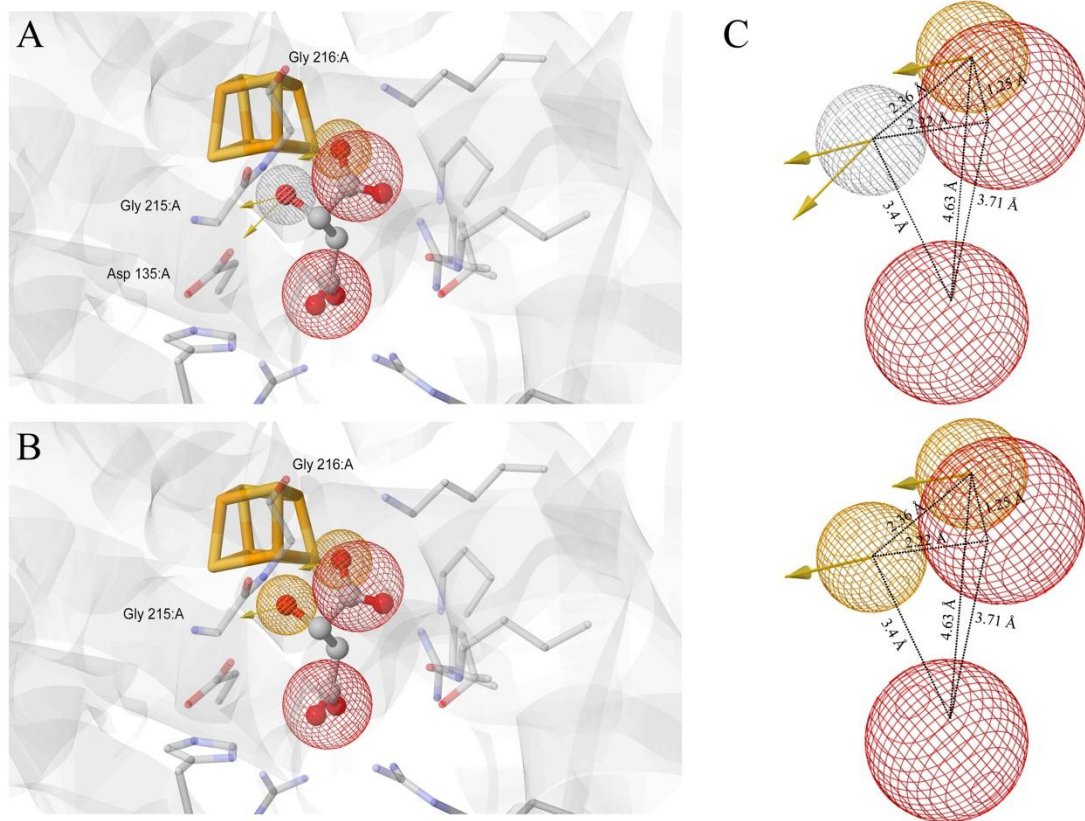 A
Gly 216:A
Gly 215:A
Asp 135:A
B
Gly 216:A
Gly 215:A
C
2.36 Å
1.25 Å
2.22 Å
3.4 Å
4.63 Å
3.71 Å
2.36 Å
1.25 Å
2.22 Å
3.4 Å
4.63 Å
3.71 Å